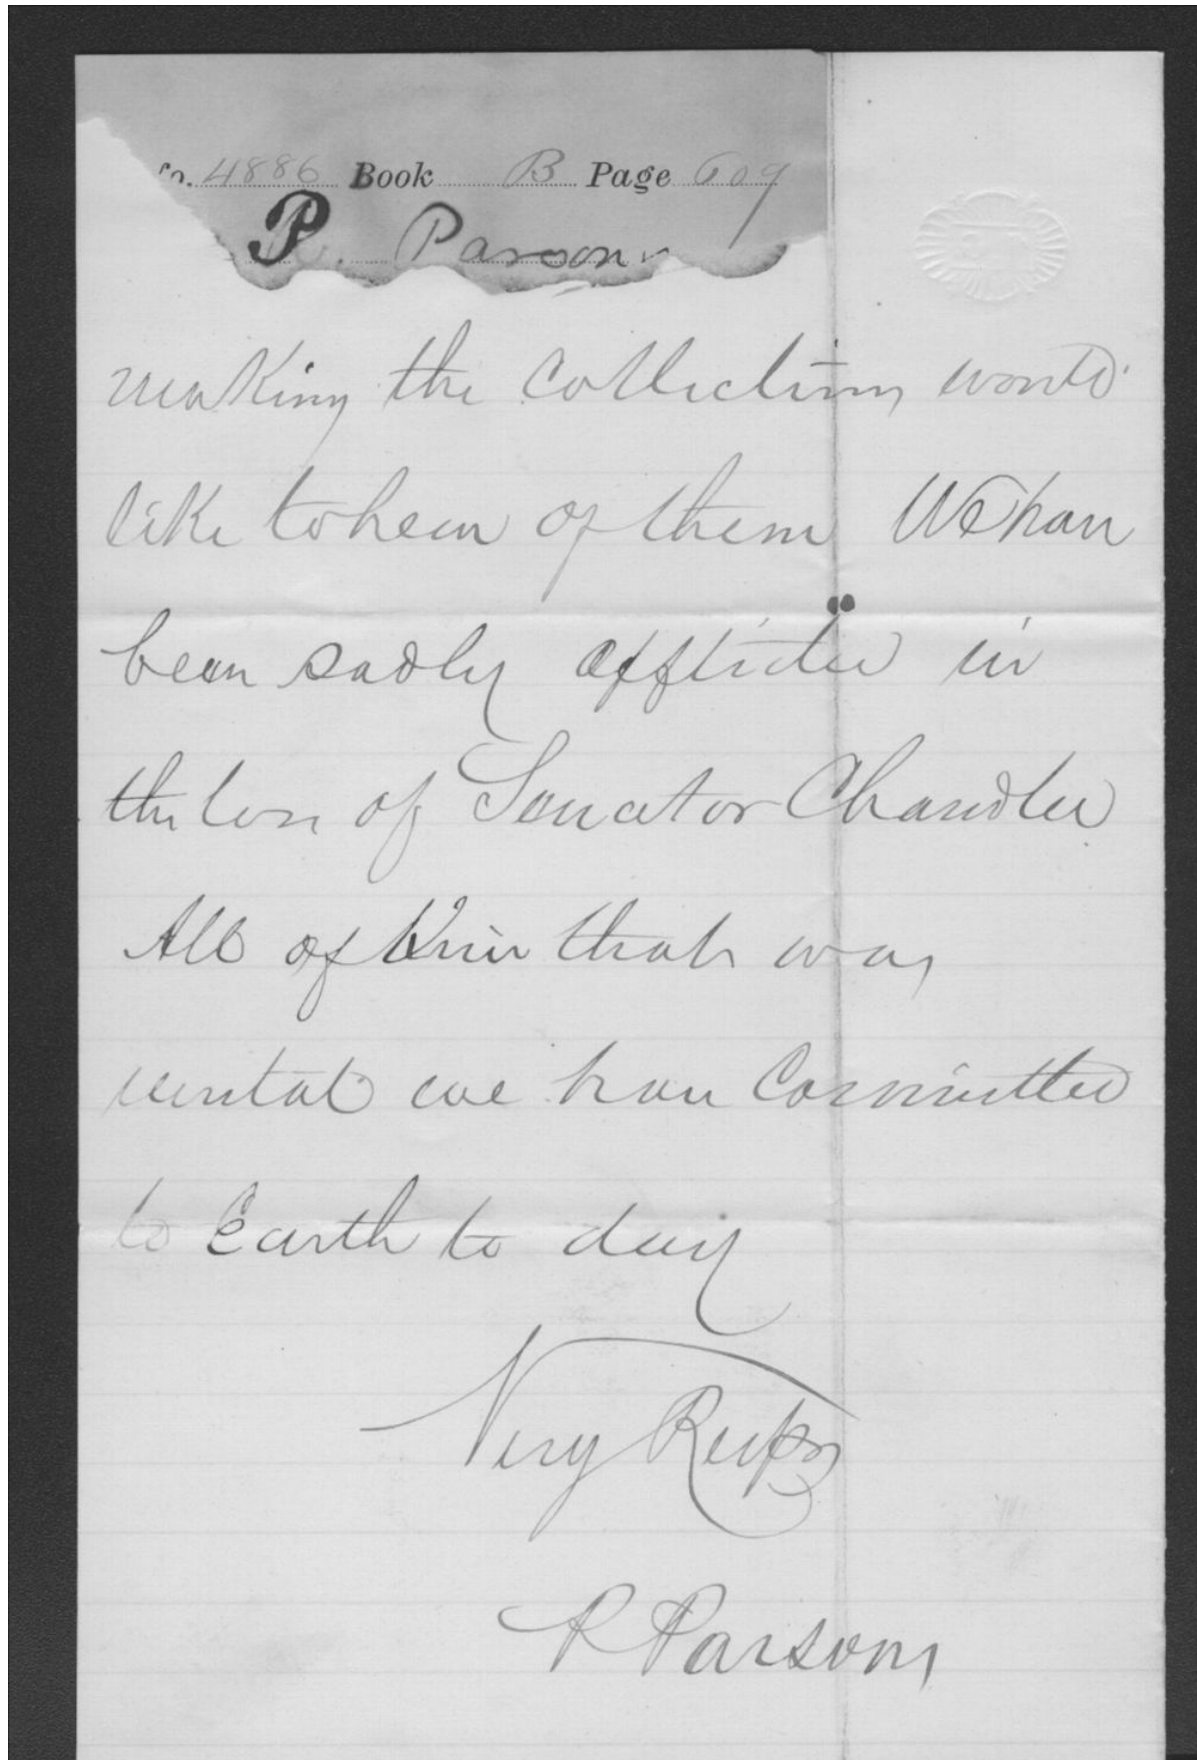 No. 4886 Book B Page 609
P. Parsons
making the Collections would
like to hear of them We have
been sadly afflicted in
the loss of Senator Chandler
All of him that was
mortal we have Committed
to Earth to day
Very Respy
R Parsons